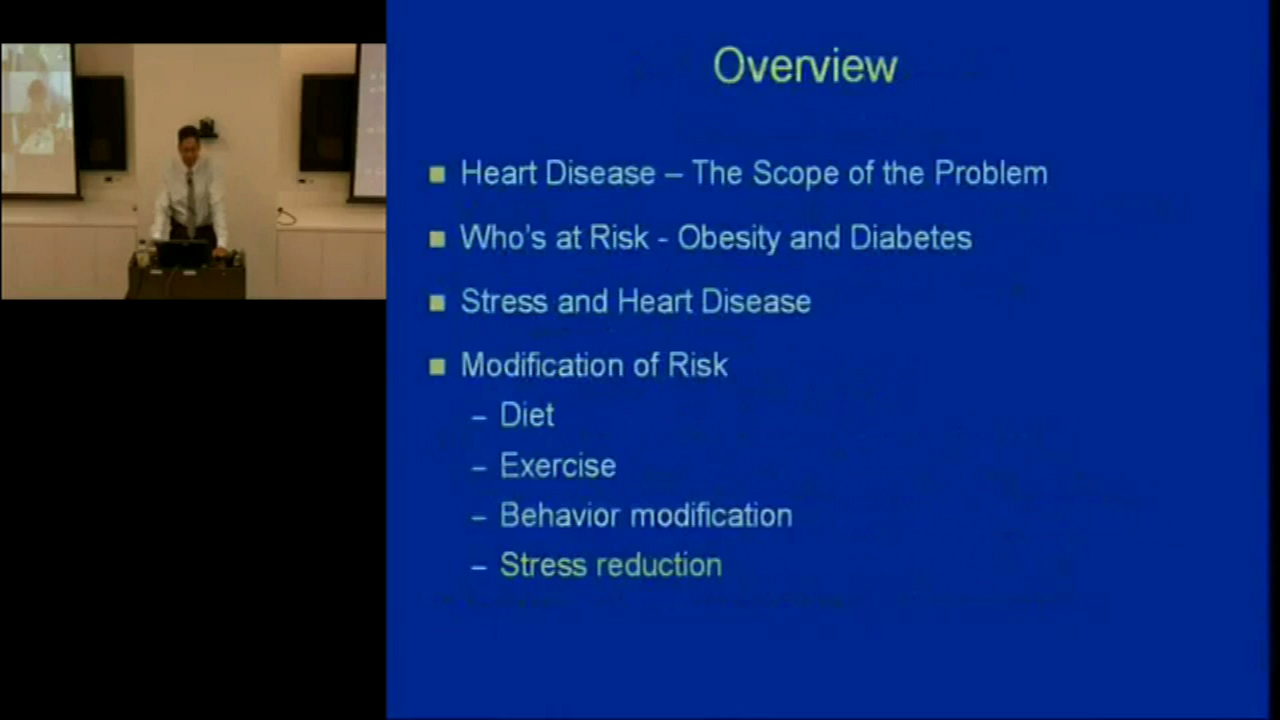 Overview
■ Heart Disease – The Scope of the Problem
■ Who's at Risk - Obesity and Diabetes
■ Stress and Heart Disease
■ Modification of Risk
– Diet
– Exercise
– Behavior modification
– Stress reduction